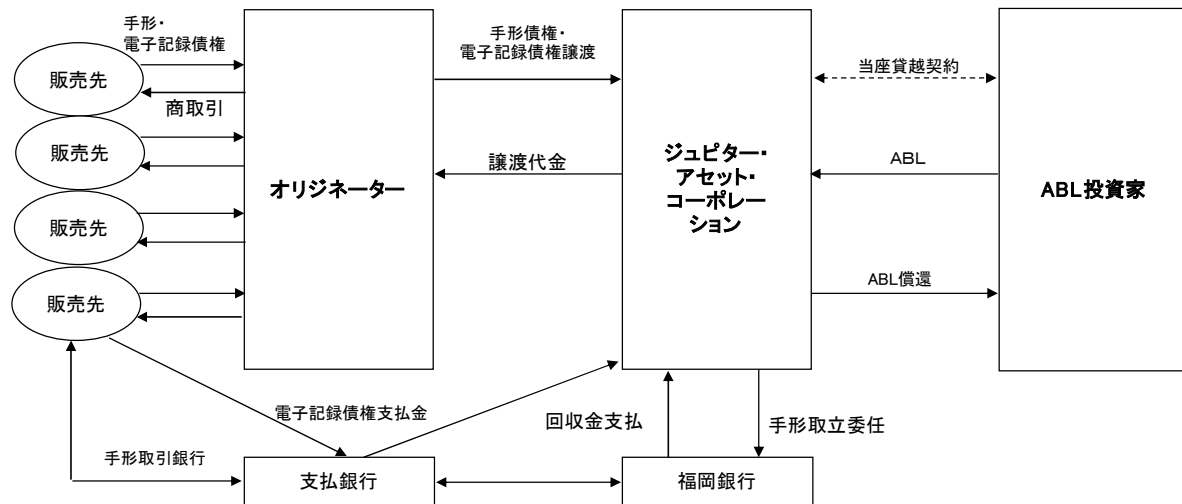 手形・
電子記録債権
販売先
商取引
販売先
販売先
販売先
オリジネーター
手形債権・
電子記録債権譲渡
譲渡代金
ジュピター・
アセット・
コーポレー
ション
当座貸越契約
ABL
ABL償還
ABL投資家
電子記録債権支払金
回収金支払
手形取立委任
手形取引銀行
支払銀行
福岡銀行